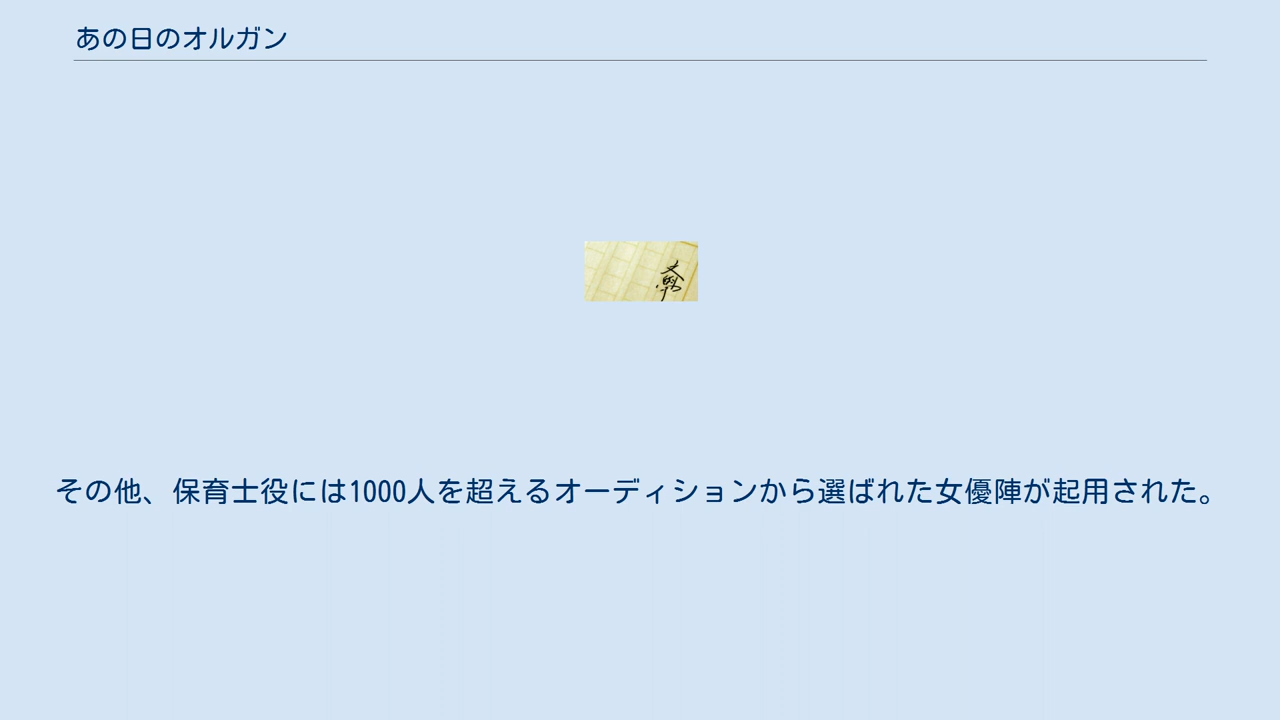 あの日のオルガン
その他、保育士役には1000人を超えるオーディションから選ばれた女優陣が起用された。